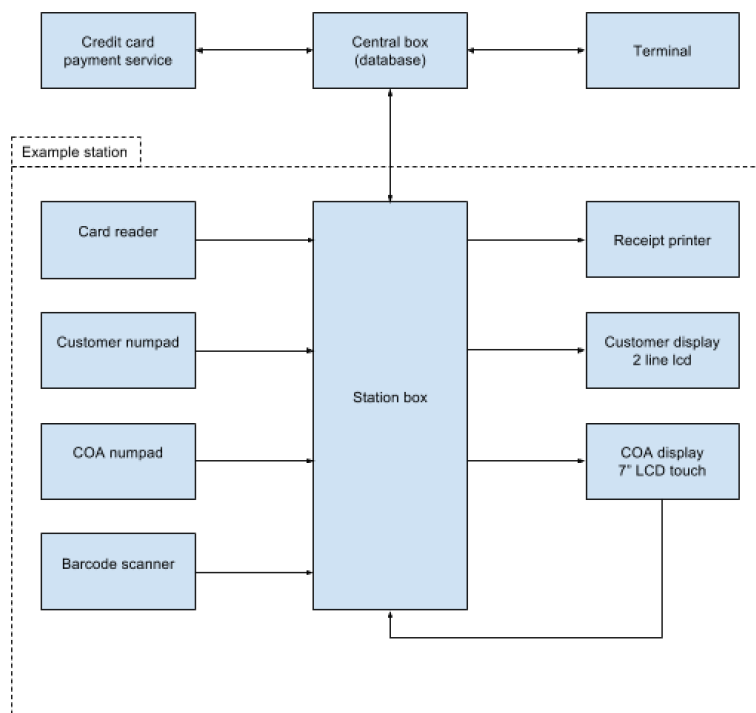 Credit card
payment service
Central box
(database)
Terminal
Example station
Card reader
Receipt printer
Customer numpad
Customer display
2 line lcd
Station box
COA numpad
COA display
7” LCD touch
Barcode scanner